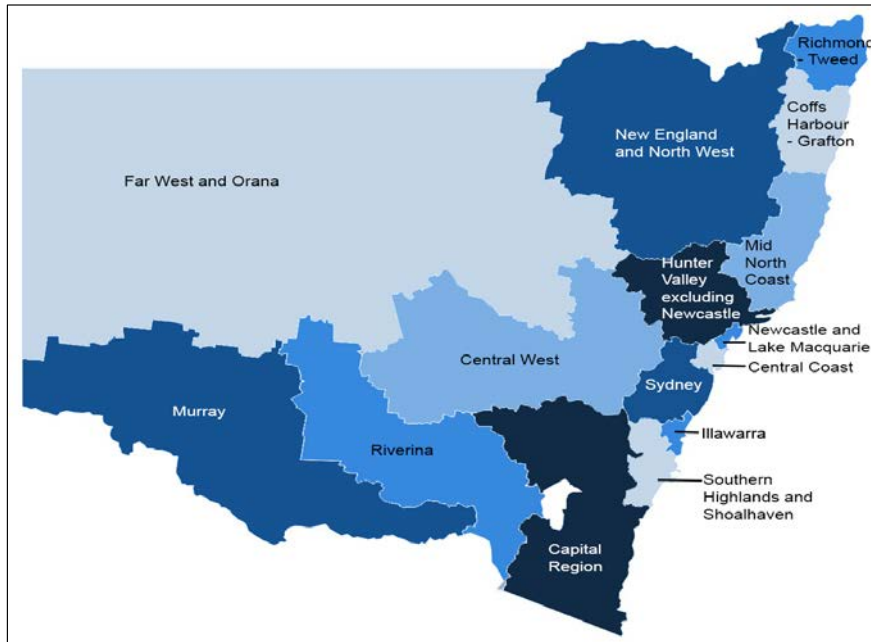 Richmond
- Tweed
Coffs
Harbour
- Grafton
New England
and North West
Far West and Orana
Mid
North
Coast
Hunter
Valley
excluding
Newcastle
Newcastle and
Lake Macquarie
Central West
Central Coast
Sydney
Murray
Illawarra
Riverina
Southern
Highlands and
Shoalhaven
Capital
Region